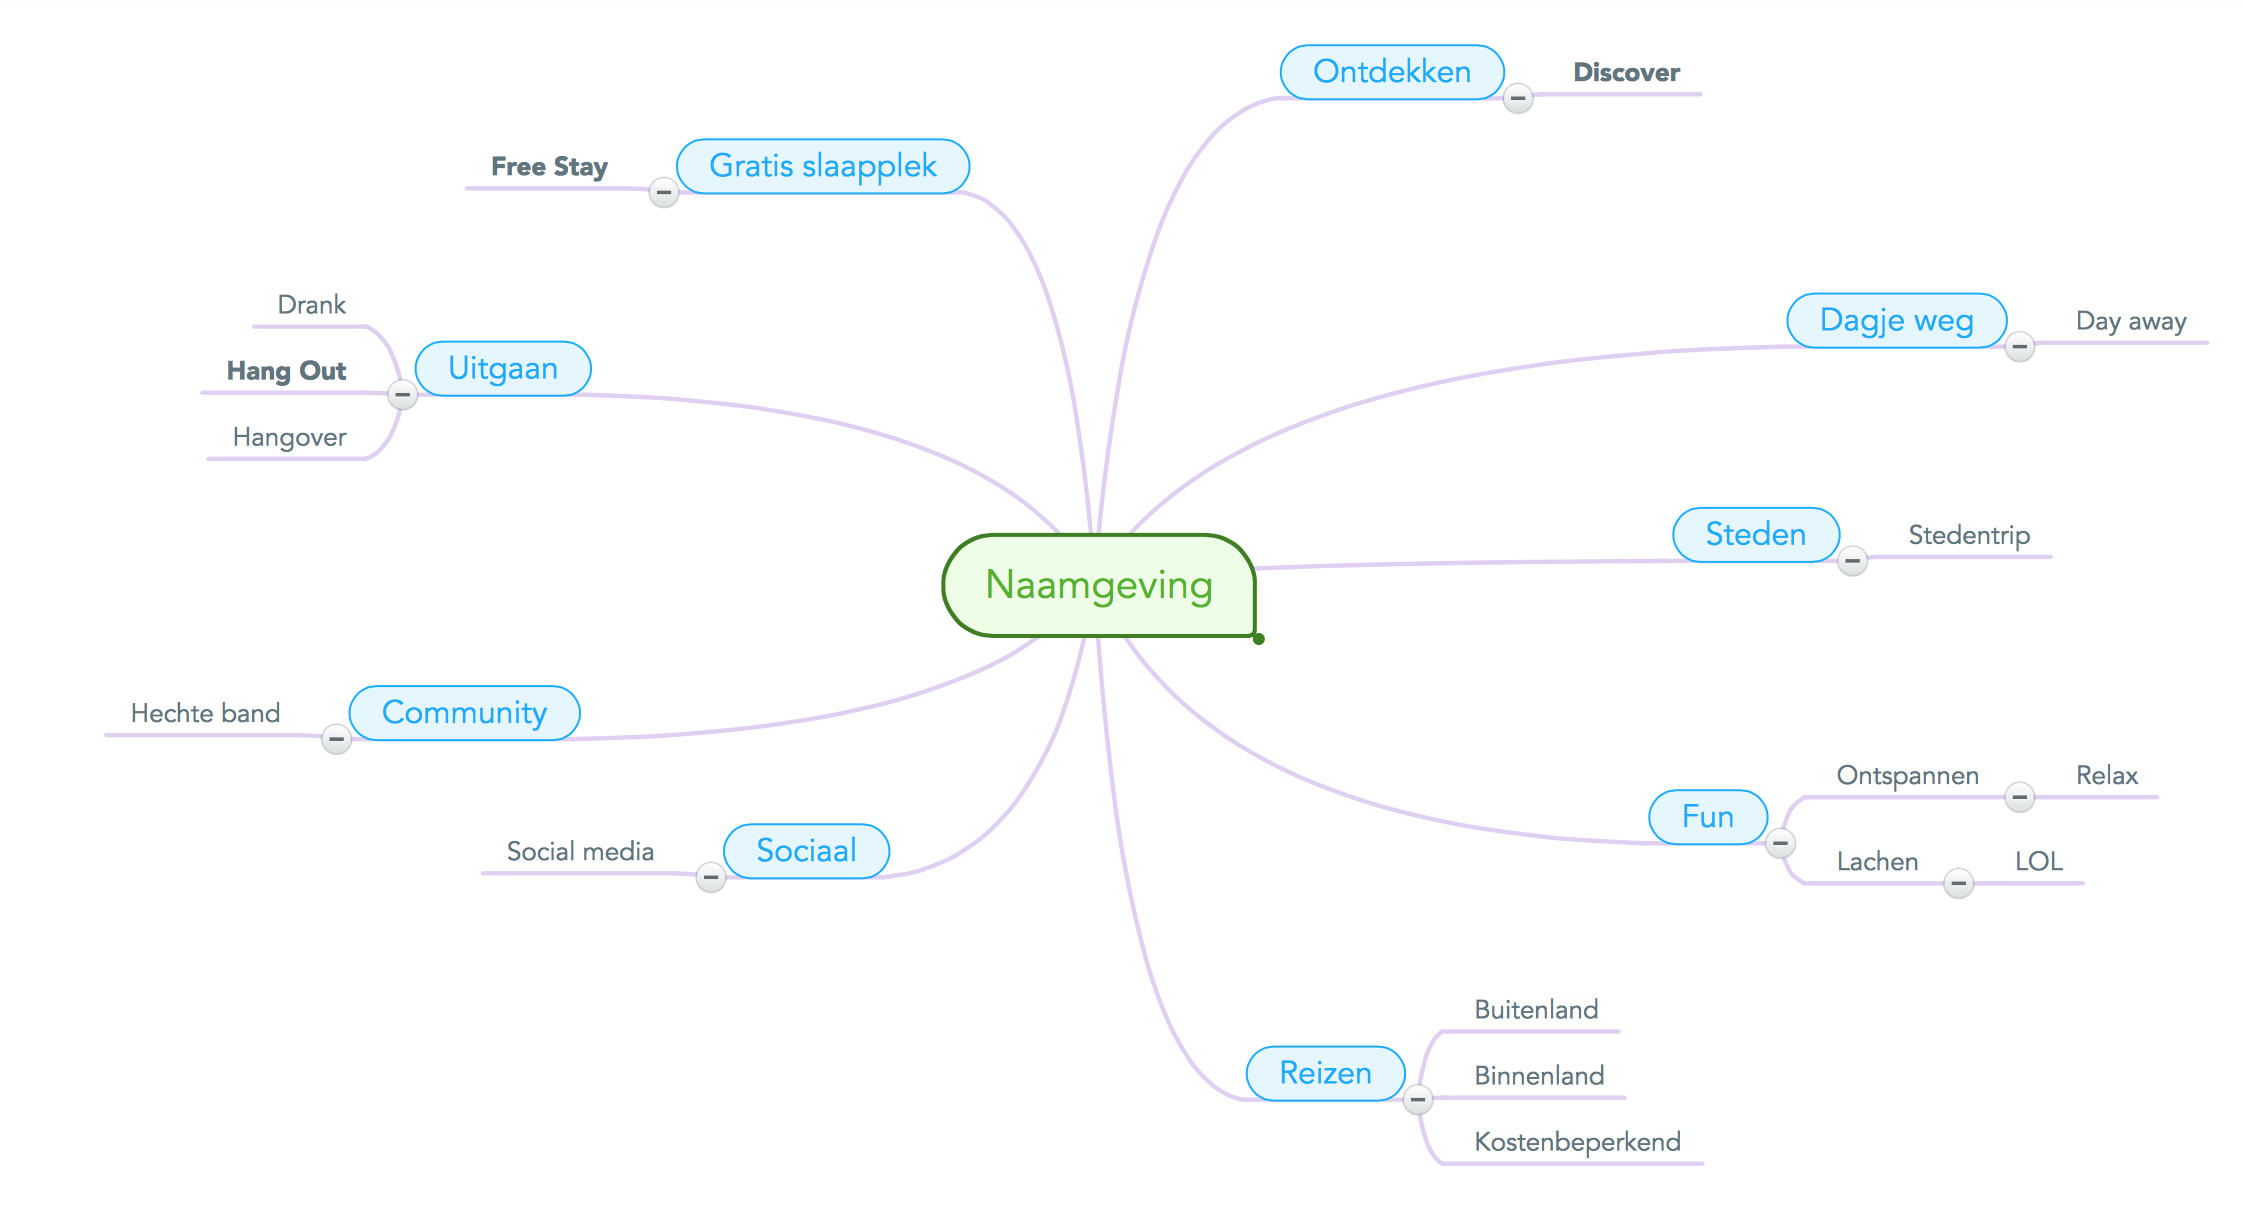 Naamgeving
Ontdekken
Discover
Dagje weg
Day away
Steden
Stedentrip
Fun
Ontspannen
Relax
Lachen
LOL
Reizen
Buitenland
Binnenland
Kostenbeperkend
Gratis slaapplek
Free Stay
Uitgaan
Drank
Hang Out
Hangover
Community
Hechte band
Sociaal
Social media